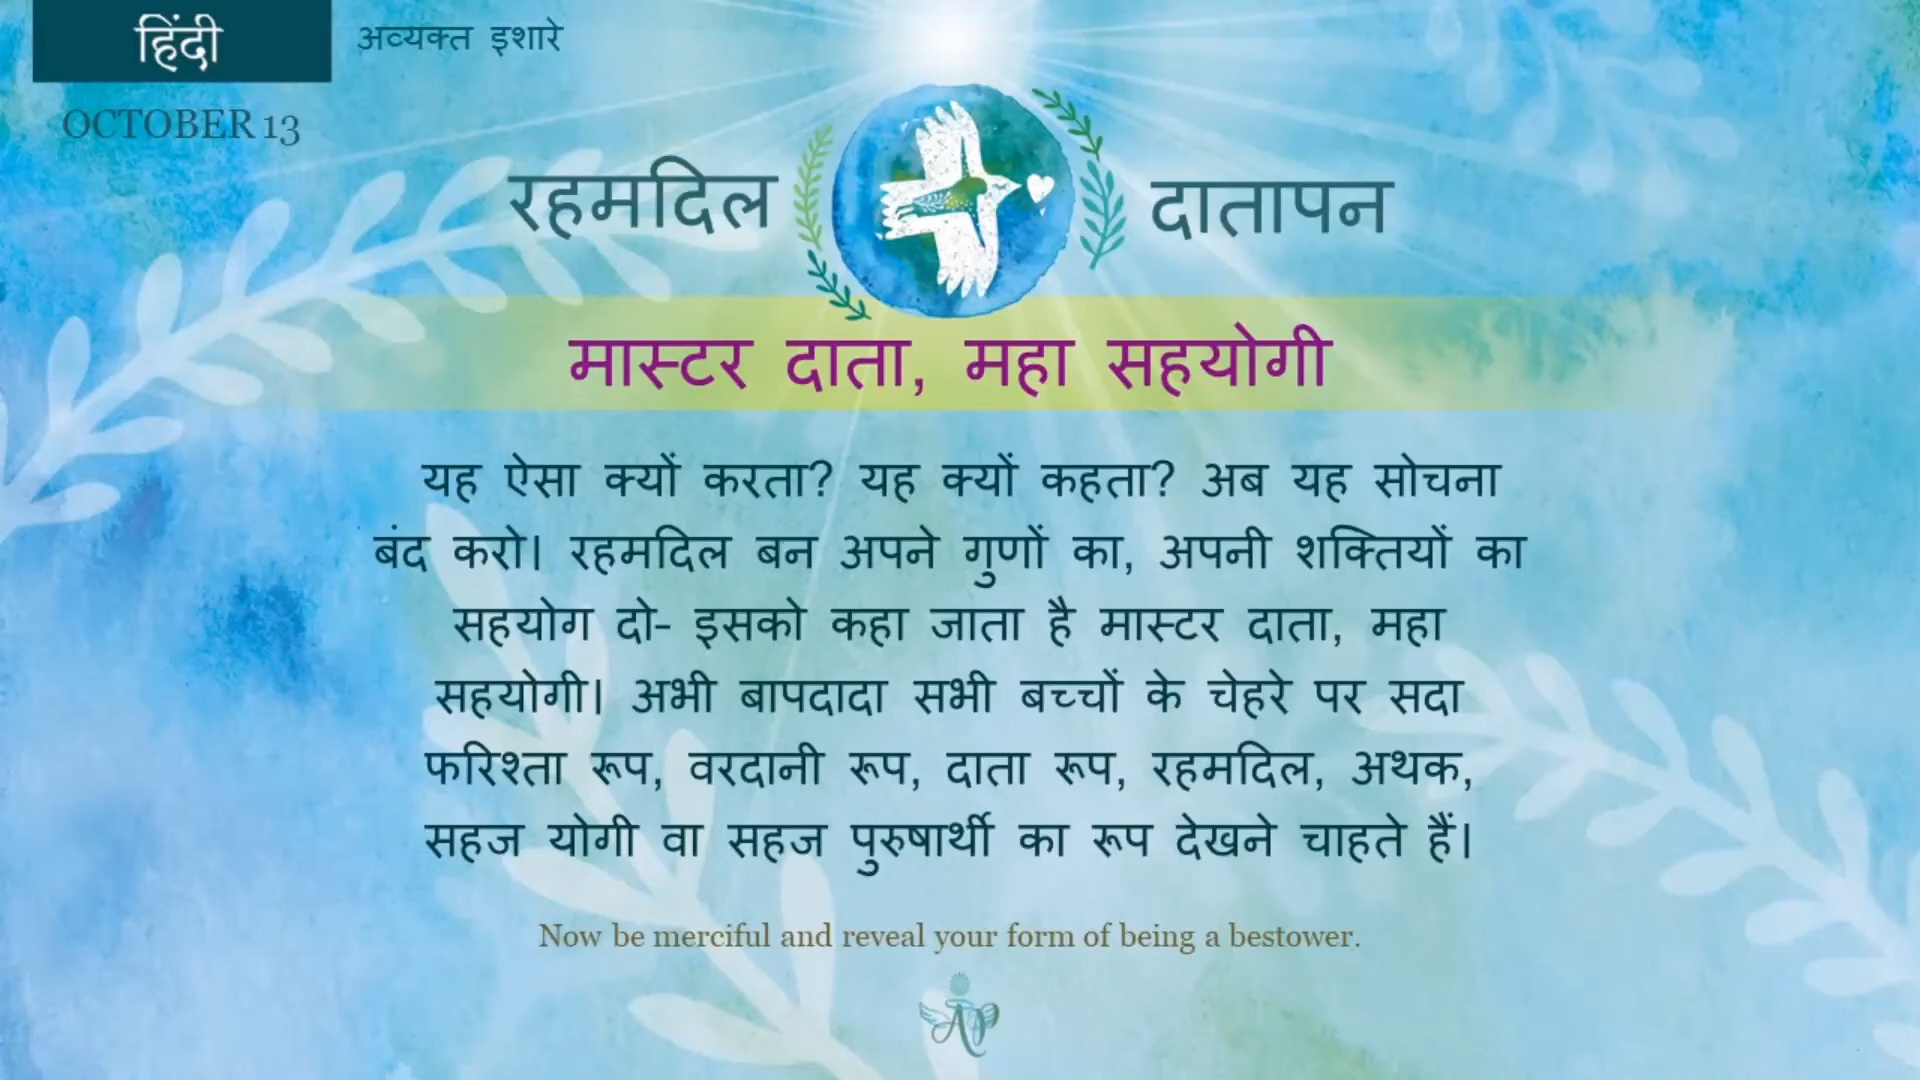 हिंदी
अव्यक्त इशारे
OCTOBER 13
रहमदिल दातापन
मास्टर दाता, महा सहयोगी
यह ऐसा क्यों करता? यह क्यों कहता? अब यह सोचना
बंद करो। रहमदिल बन अपने गुणों का, अपनी शक्तियों का
सहयोग दो- इसको कहा जाता है मास्टर दाता, महा
सहयोगी। अभी बापदादा सभी बच्चों के चेहरे पर सदा
फरिश्ता रूप, वरदानी रूप, दाता रूप, रहमदिल, अथक,
सहज योगी वा सहज पुरुषार्थी का रूप देखने चाहते हैं।
Now be merciful and reveal your form of being a bestower.
AP